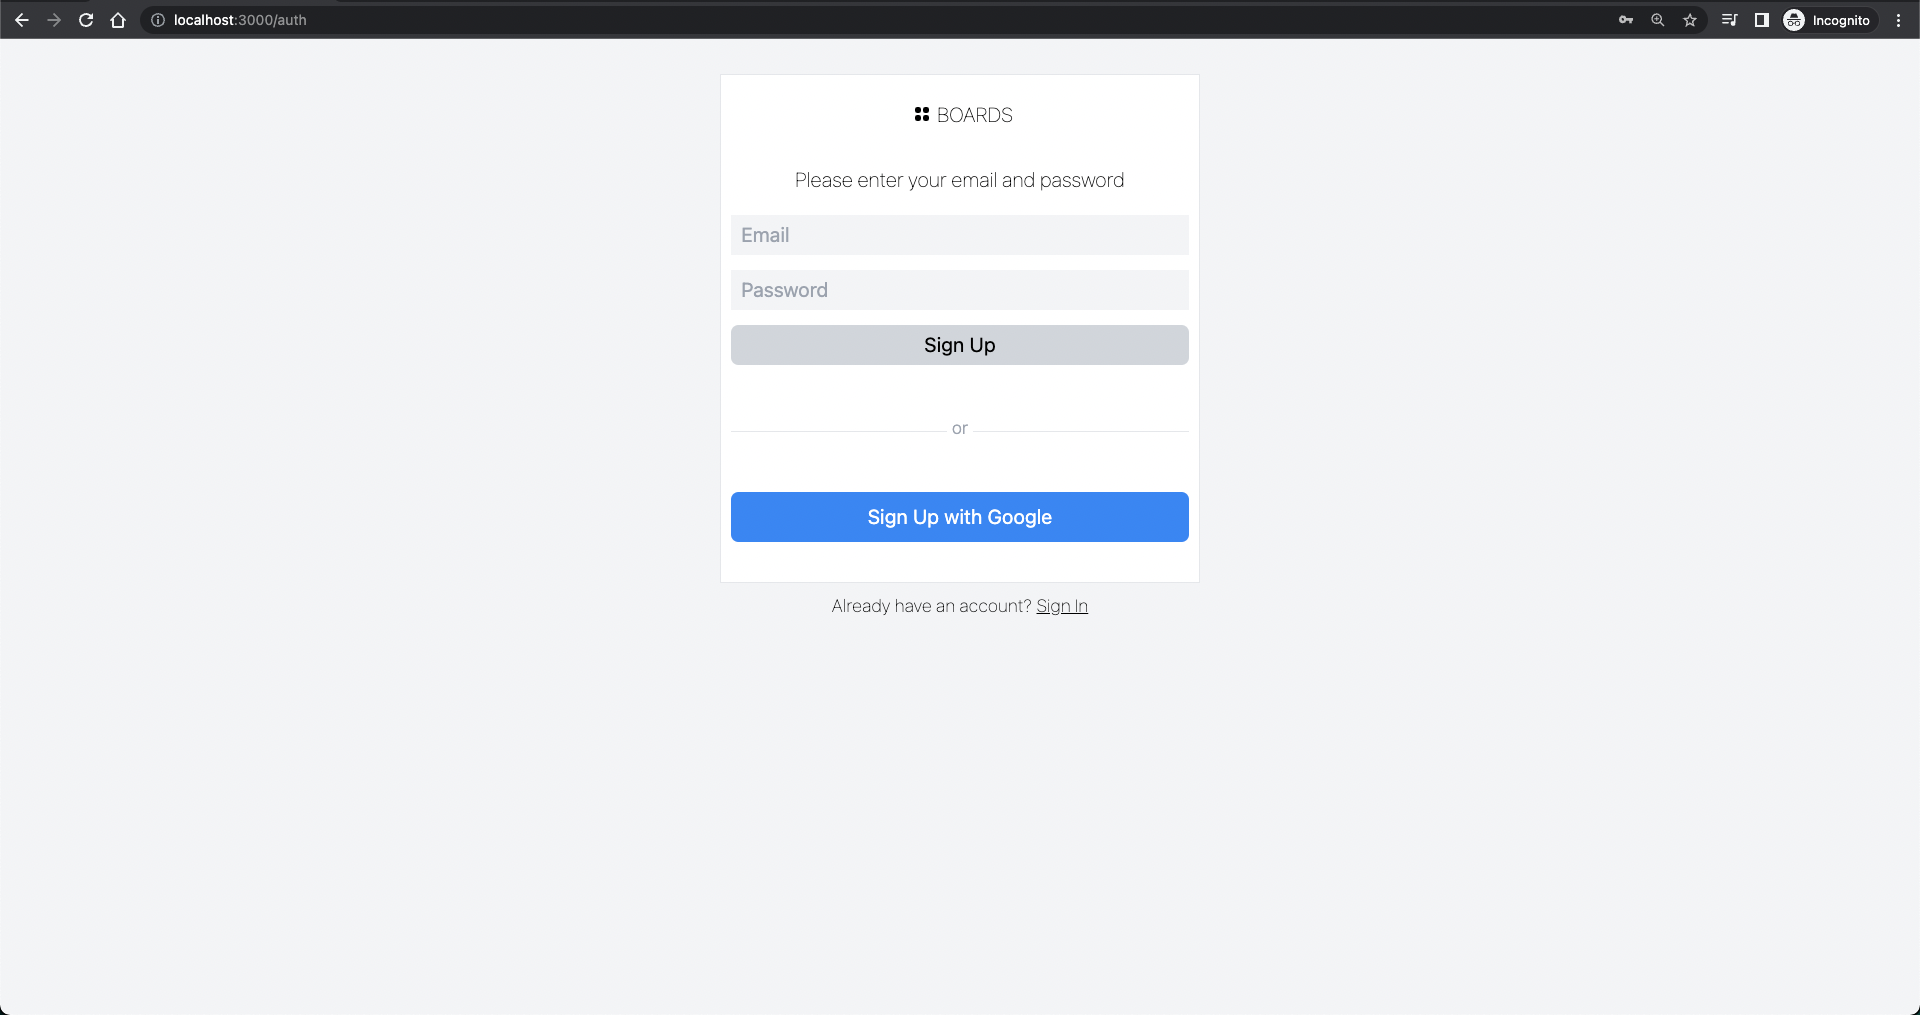 localhost:3000/auth
Incognito
BOARDS
Please enter your email and password
Email
Password
Sign Up
or
Sign Up with Google
Already have an account? Sign In